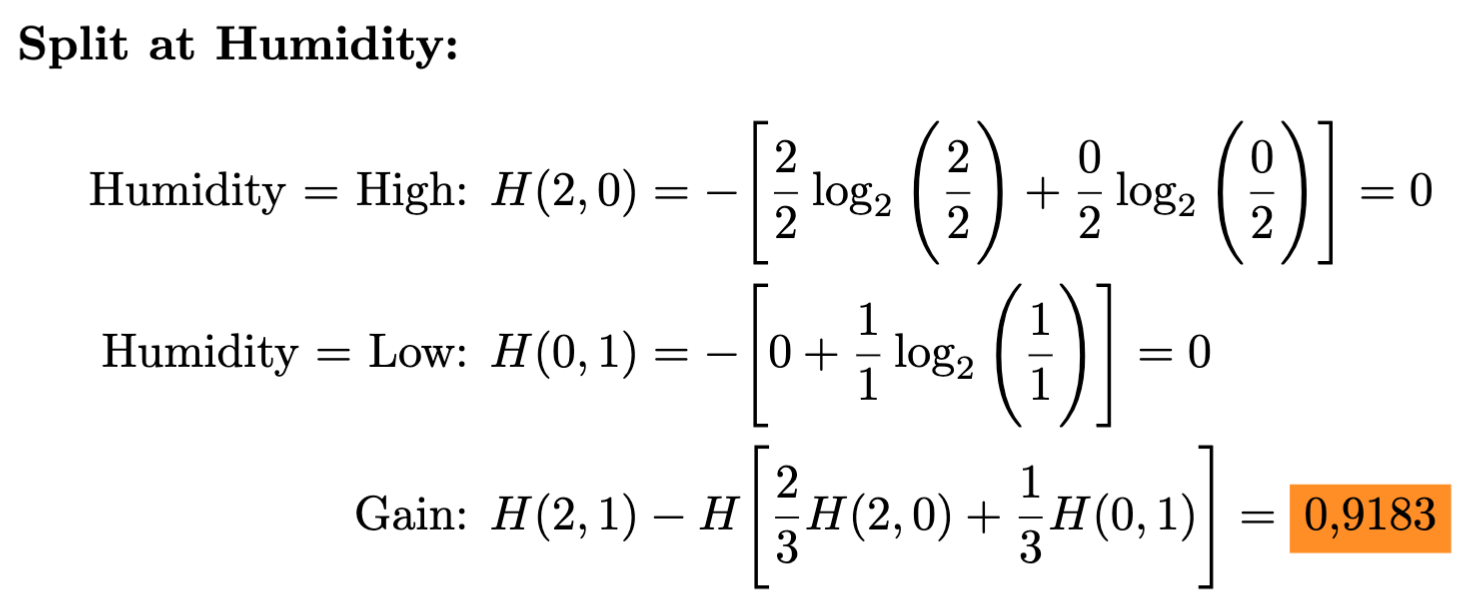 Split at Humidity:
Humidity = High: H(2, 0) = −[2/2 log₂(2/2) + 0/2 log₂(0/2)] = 0
Humidity = Low: H(0, 1) = −[0 + 1/1 log₂(1/1)] = 0
Gain: H(2, 1) − H[2/3 H(2, 0) + 1/3 H(0, 1)] = 0,9183